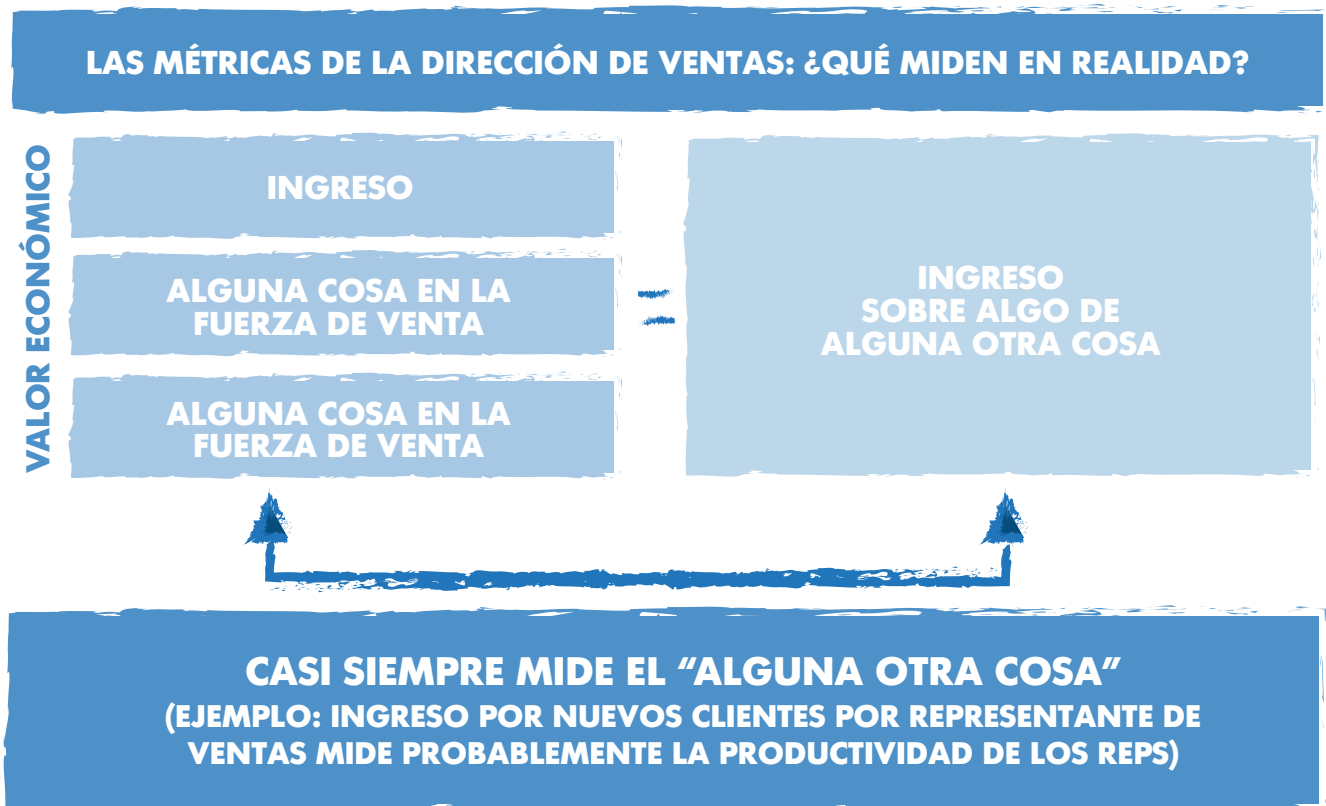 LAS MÉTRICAS DE LA DIRECCIÓN DE VENTAS: ¿QUÉ MIDEN EN REALIDAD?
VALOR ECONÓMICO
INGRESO
ALGUNA COSA EN LA
FUERZA DE VENTA
ALGUNA COSA EN LA
FUERZA DE VENTA
=
INGRESO
SOBRE ALGO DE
ALGUNA OTRA COSA
CASI SIEMPRE MIDE EL “ALGUNA OTRA COSA”
(EJEMPLO: INGRESO POR NUEVOS CLIENTES POR REPRESENTANTE DE
VENTAS MIDE PROBABLEMENTE LA PRODUCTIVIDAD DE LOS REPS)